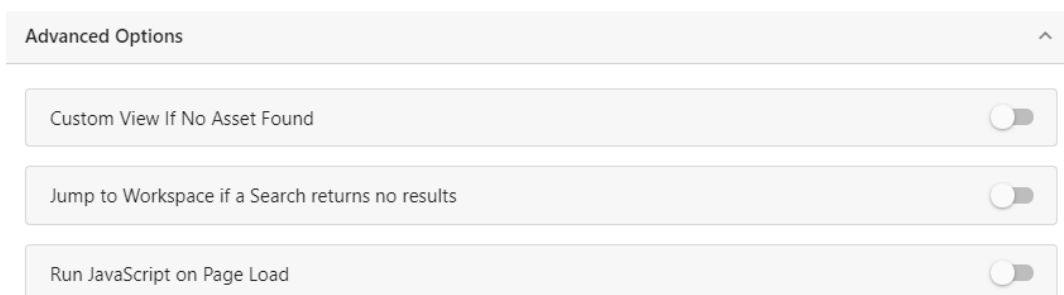 Advanced Options
Custom View If No Asset Found
Jump to Workspace if a Search returns no results
Run JavaScript on Page Load